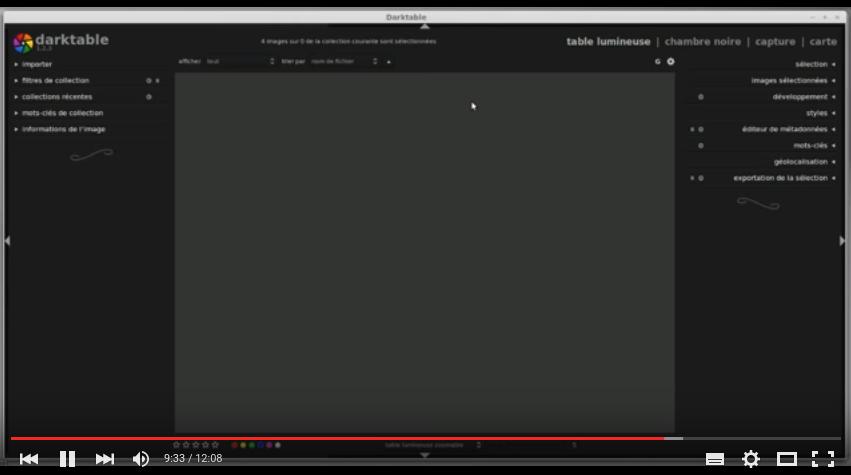 Darktable
darktable
1.2.3
4 images sur 0 de la collection courante sont sélectionnées
table lumineuse | chambre noire | capture | carte
afficher tout
trier par nom de fichier
G
importer
filtres de collection
collections récentes
mots-clés de collection
informations de l'image
sélection
images sélectionnées
développement
styles
éditeur de métadonnées
mots-clés
géolocalisation
exportation de la sélection
table lumineuse zoomable
5
9:33 / 12:08